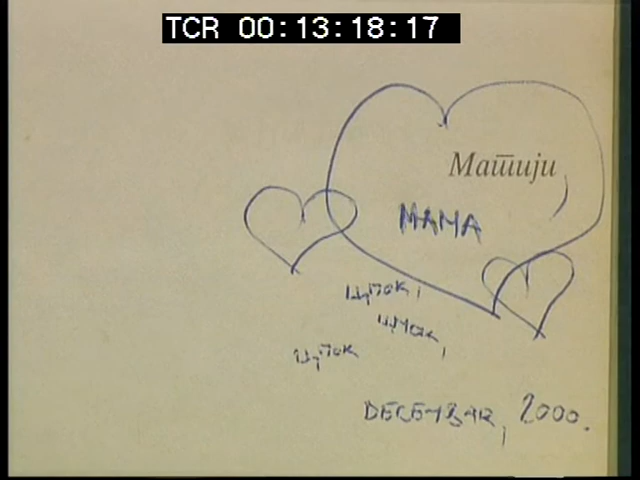 TCR 00:13:18:17
Матији,
МАМА
цмок,
цмок,
цмок
DECEMBAR, 2000.